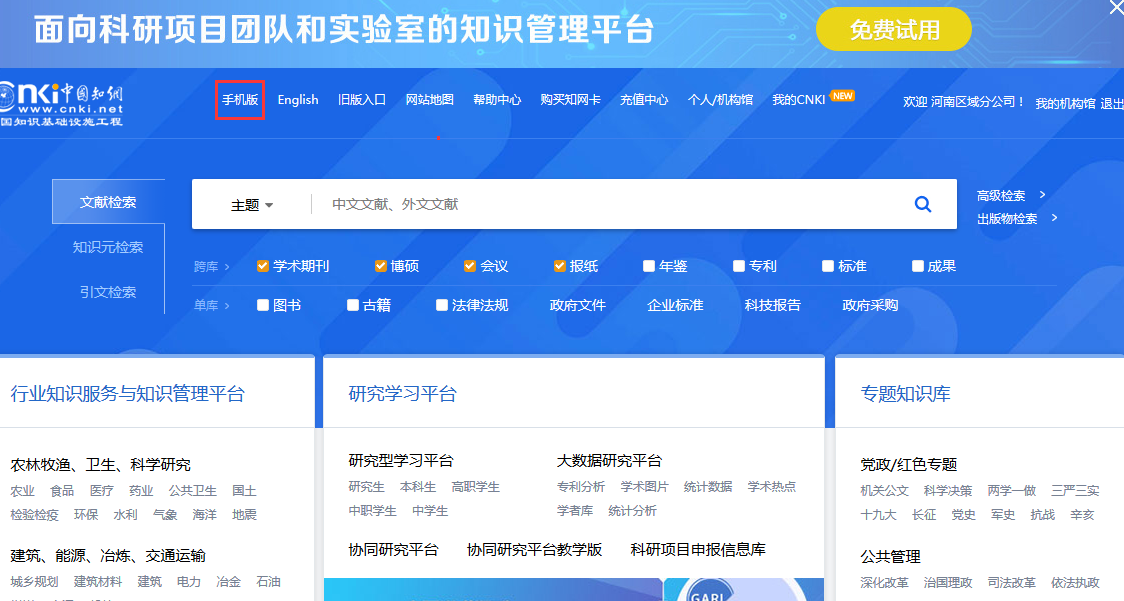 面向科研项目团队和实验室的知识管理平台 免费试用
cnki中国知网
www.cnki.net
国知识基础设施工程
手机版 English 旧版入口 网站地图 帮助中心 购买知网卡 充值中心 个人/机构馆 我的CNKI NEW 欢迎 河南区域分公司！ 我的机构馆 退出
文献检索 主题 中文文献、外文文献 高级检索 >
出版物检索 >
知识元检索
引文检索
跨库 > 学术期刊 博硕 会议 报纸 年鉴 专利 标准 成果
单库 > 图书 古籍 法律法规 政府文件 企业标准 科技报告 政府采购
行业知识服务与知识管理平台
农林牧渔、卫生、科学研究
农业 食品 医疗 药业 公共卫生 国土
检验检疫 环保 水利 气象 海洋 地震
建筑、能源、冶炼、交通运输
城乡规划 建筑材料 建筑 电力 冶金 石油
研究学习平台
研究型学习平台
研究生 本科生 高职学生
中职学生 中学生
大数据研究平台
专利分析 学术图片 统计数据 学术热点
学者库 统计分析
协同研究平台 协同研究平台教学版 科研项目申报信息库
专题知识库
党政/红色专题
机关公文 科学决策 两学一做 三严三实
十九大 长征 党史 军史 抗战 辛亥
公共管理
深化改革 治国理政 司法改革 依法执政